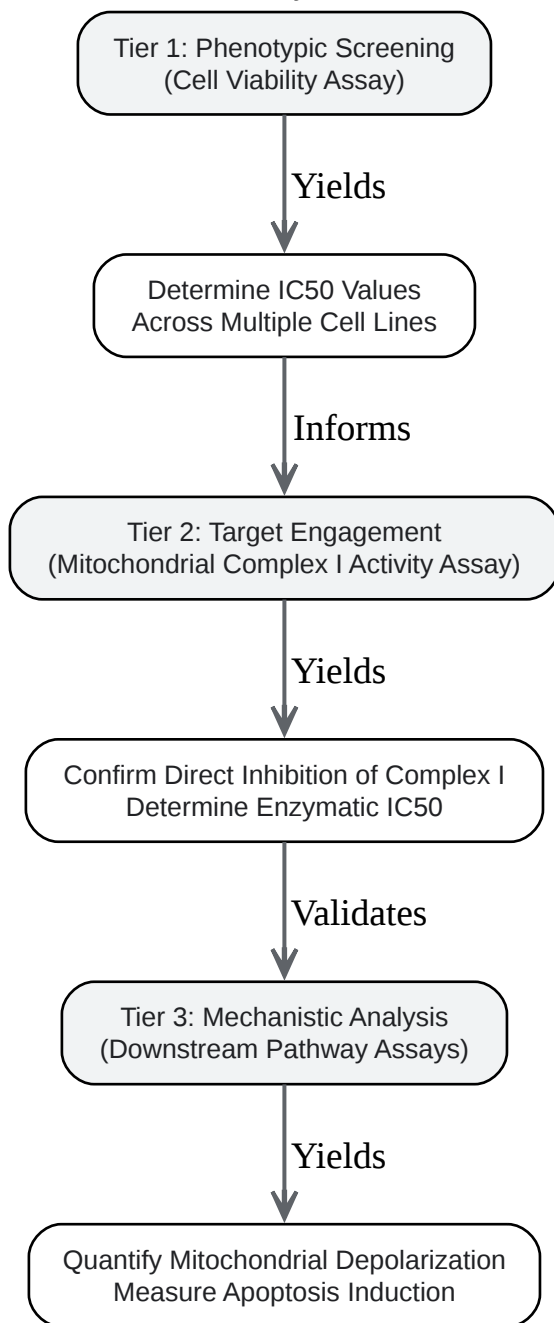 Tier 1: Phenotypic Screening
(Cell Viability Assay)
Yields
Determine IC50 Values
Across Multiple Cell Lines
Informs
Tier 2: Target Engagement
(Mitochondrial Complex I Activity Assay)
Yields
Confirm Direct Inhibition of Complex I
Determine Enzymatic IC50
Validates
Tier 3: Mechanistic Analysis
(Downstream Pathway Assays)
Yields
Quantify Mitochondrial Depolarization
Measure Apoptosis Induction